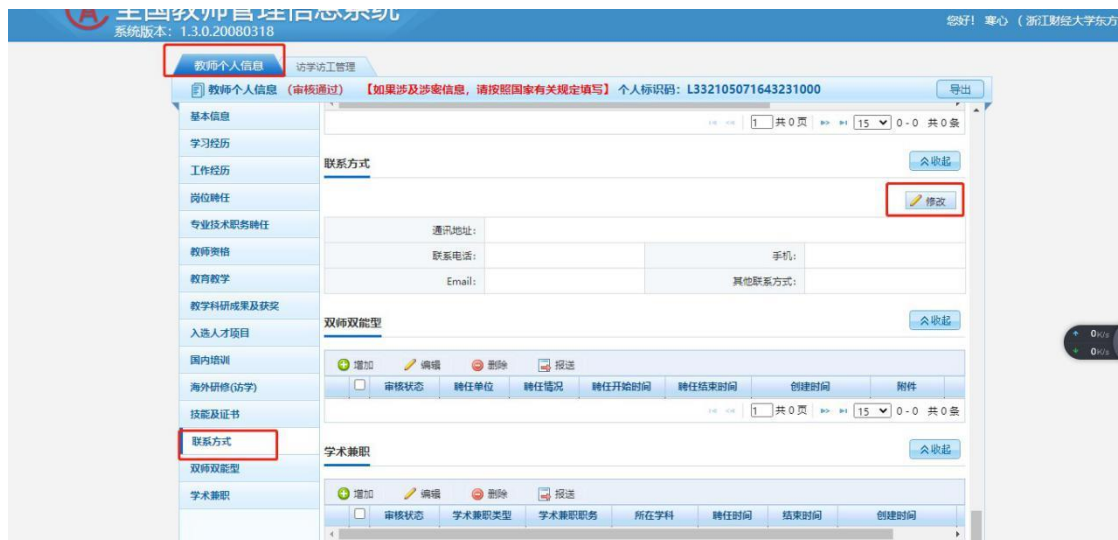 全国教师管理信息系统
系统版本：1.3.0.20080318
您好！ 寒心 （ 浙江财经大学东方
教师个人信息 访学访工管理
教师个人信息 （审核通过） 【如果涉及涉密信息，请按照国家有关规定填写】 个人标识码：L332105071643231000 导出
基本信息
学习经历
工作经历
岗位聘任
专业技术职务聘任
教师资格
教育教学
教学科研成果及获奖
入选人才项目
国内培训
海外研修(访学)
技能及证书
联系方式
双师双能型
学术兼职
1 共0页 15 0-0 共0条
联系方式 收起
修改
通讯地址：
联系电话： 手机：
Email： 其他联系方式：
双师双能型 收起
增加 编辑 删除 报送
审核状态 聘任单位 聘任情况 聘任开始时间 聘任结束时间 创建时间 附件
1 共0页 15 0-0 共0条
学术兼职 收起
增加 编辑 删除 报送
审核状态 学术兼职类型 学术兼职职务 所在学科 聘任时间 结束时间 创建时间
0K/s
0K/s